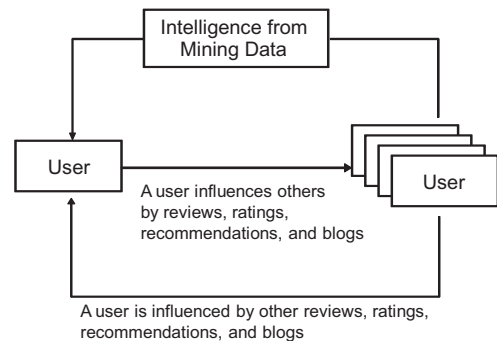 Intelligence from
Mining Data
User
User
A user influences others
by reviews, ratings,
recommendations, and blogs
A user is influenced by other reviews, ratings,
recommendations, and blogs